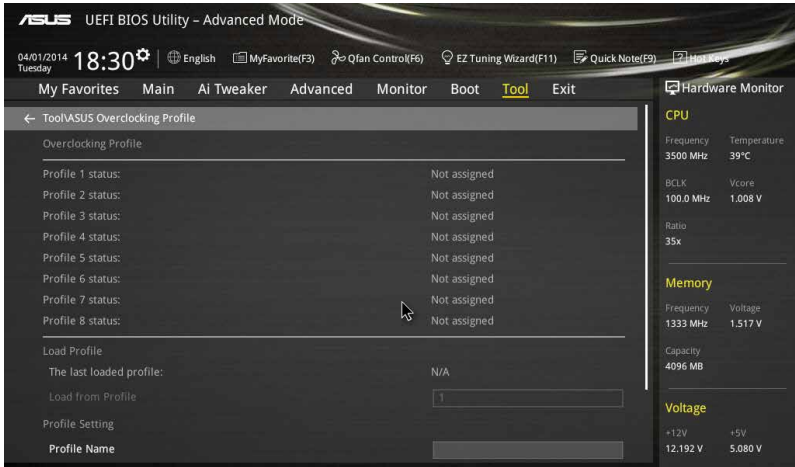 ASUS UEFI BIOS Utility – Advanced Mode
04/01/2014 Tuesday 18:30 English MyFavorite(F3) Qfan Control(F6) EZ Tuning Wizard(F11) Quick Note(F9) ? Hot Keys
My Favorites Main Ai Tweaker Advanced Monitor Boot Tool Exit
← Tool\ASUS Overclocking Profile
Overclocking Profile
Profile 1 status: Not assigned
Profile 2 status: Not assigned
Profile 3 status: Not assigned
Profile 4 status: Not assigned
Profile 5 status: Not assigned
Profile 6 status: Not assigned
Profile 7 status: Not assigned
Profile 8 status: Not assigned
Load Profile
The last loaded profile: N/A
Load from Profile 1
Profile Setting
Profile Name
Hardware Monitor
CPU
Frequency Temperature
3500 MHz 39°C
BCLK Vcore
100.0 MHz 1.008 V
Ratio
35x
Memory
Frequency Voltage
1333 MHz 1.517 V
Capacity
4096 MB
Voltage
+12V +5V
12.192 V 5.080 V